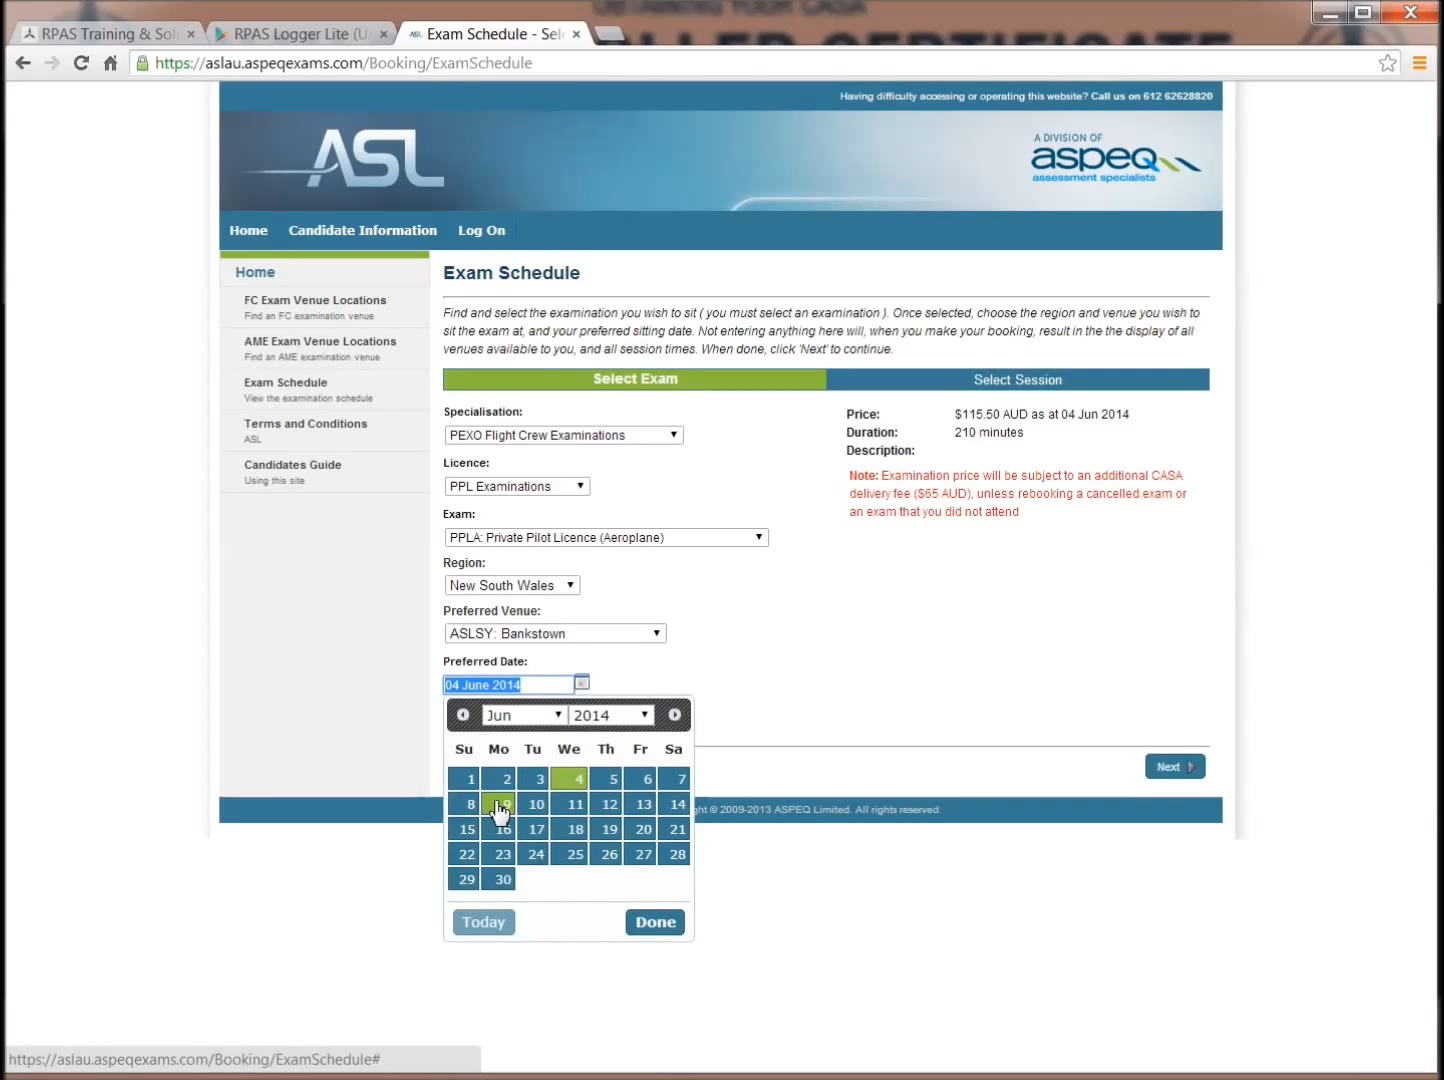 OBTAINING YOUR CASA
RPAS Training & Sol
RPAS Logger Lite (U
Exam Schedule - Sel
https://aslau.aspeqexams.com/Booking/ExamSchedule
Having difficulty accessing or operating this website? Call us on 612 62628820
ASL
A DIVISION OF
aspeq
assessment specialists
Home
Candidate Information
Log On
Home
FC Exam Venue Locations
Find an FC examination venue
AME Exam Venue Locations
Find an AME examination venue
Exam Schedule
View the examination schedule
Terms and Conditions
ASL
Candidates Guide
Using this site
Exam Schedule
Find and select the examination you wish to sit ( you must select an examination ). Once selected, choose the region and venue you wish to
sit the exam at, and your preferred sitting date. Not entering anything here will, when you make your booking, result in the the display of all
venues available to you, and all session times. When done, click 'Next' to continue.
Select Exam
Select Session
Specialisation:
PEXO Flight Crew Examinations
Licence:
PPL Examinations
Exam:
PPLA: Private Pilot Licence (Aeroplane)
Region:
New South Wales
Preferred Venue:
ASLSY: Bankstown
Preferred Date:
04 June 2014
Price: $115.50 AUD as at 04 Jun 2014
Duration: 210 minutes
Description:
Note: Examination price will be subject to an additional CASA
delivery fee ($65 AUD), unless rebooking a cancelled exam or
an exam that you did not attend
Jun 2014
Su Mo Tu We Th Fr Sa
1 2 3 4 5 6 7
8 9 10 11 12 13 14
15 16 17 18 19 20 21
22 23 24 25 26 27 28
29 30
Today
Done
Next
© 2009-2013 ASPEQ Limited. All rights reserved.
https://aslau.aspeqexams.com/Booking/ExamSchedule#